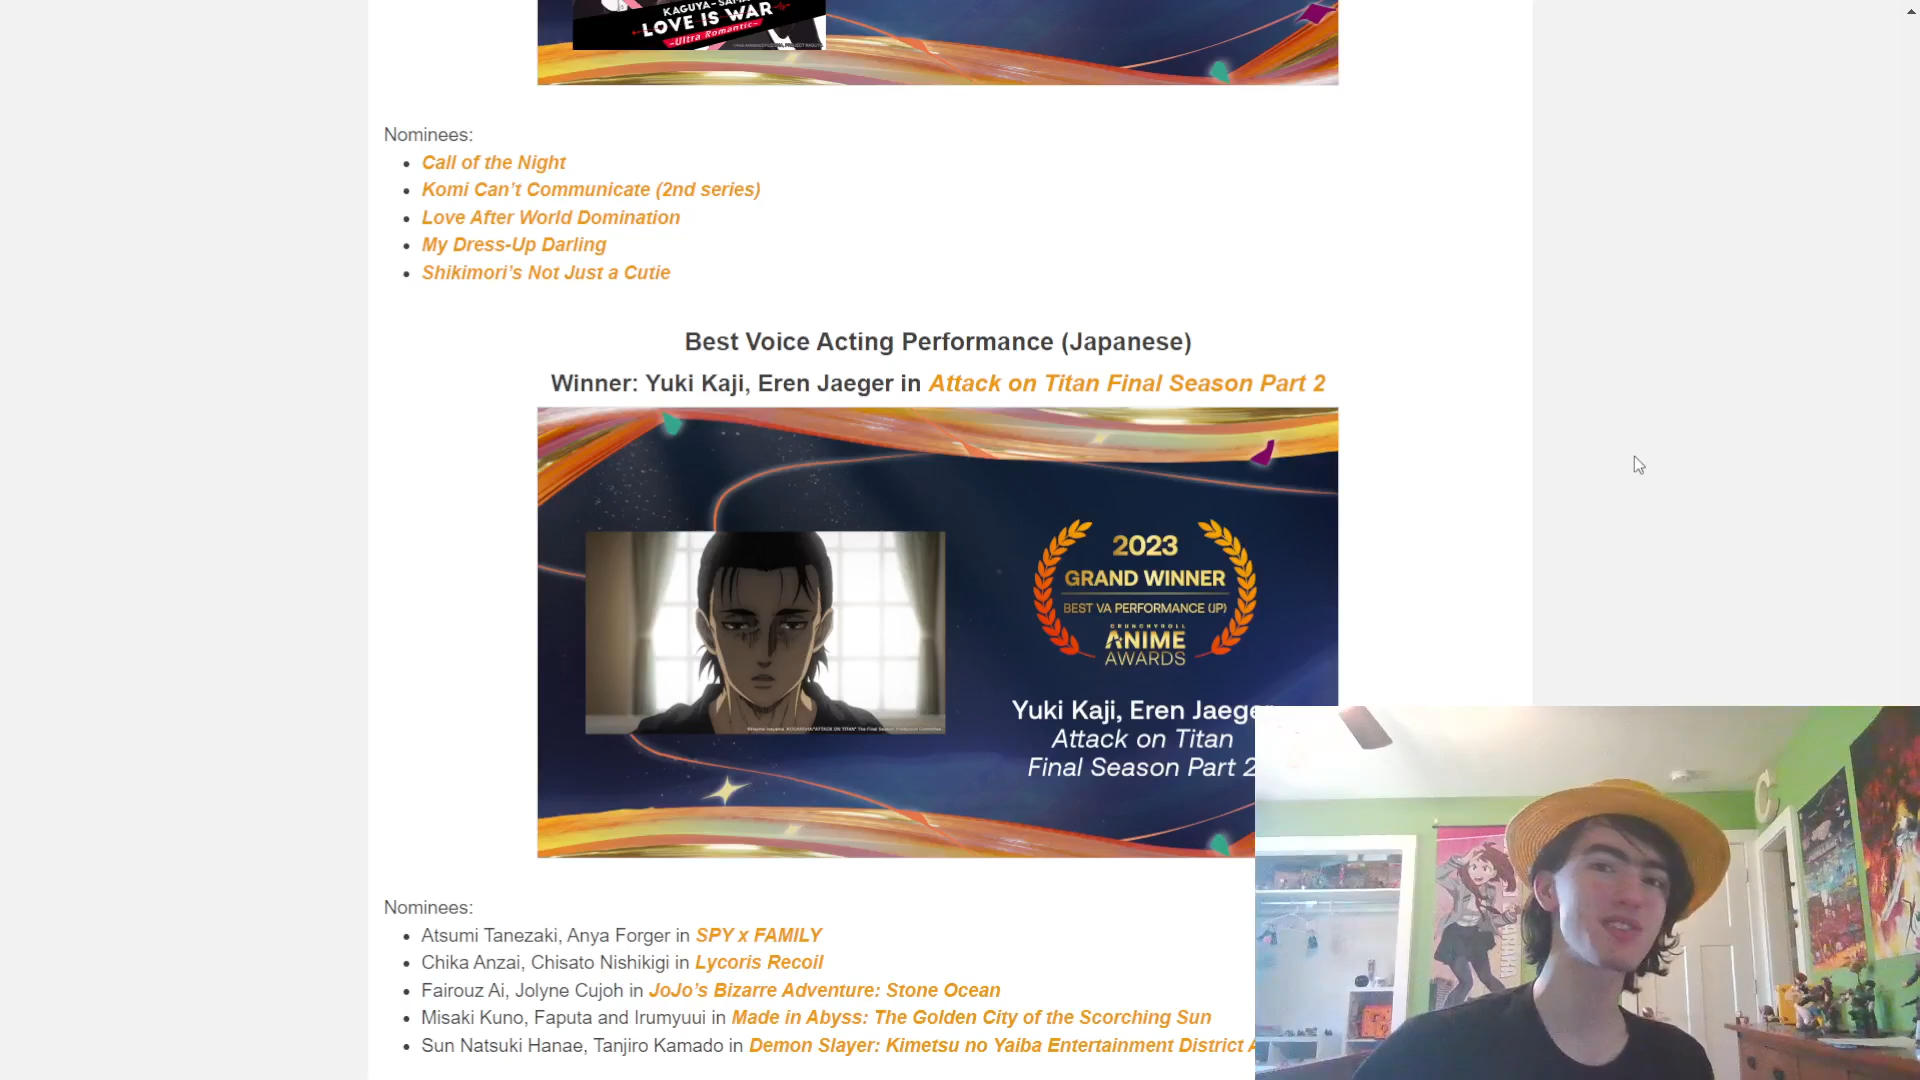 KAGUYA-SAMA
LOVE IS WAR
-Ultra Romantic-
Nominees:
Call of the Night
Komi Can't Communicate (2nd series)
Love After World Domination
My Dress-Up Darling
Shikimori's Not Just a Cutie
Best Voice Acting Performance (Japanese)
Winner: Yuki Kaji, Eren Jaeger in Attack on Titan Final Season Part 2
2023
GRAND WINNER
BEST VA PERFORMANCE (JP)
CRUNCHYROLL
ANIME
AWARDS
Yuki Kaji, Eren Jaeger
Attack on Titan
Final Season Part 2
Nominees:
Atsumi Tanezaki, Anya Forger in SPY x FAMILY
Chika Anzai, Chisato Nishikigi in Lycoris Recoil
Fairouz Ai, Jolyne Cujoh in JoJo's Bizarre Adventure: Stone Ocean
Misaki Kuno, Faputa and Irumyuui in Made in Abyss: The Golden City of the Scorching Sun
Sun Natsuki Hanae, Tanjiro Kamado in Demon Slayer: Kimetsu no Yaiba Entertainment District